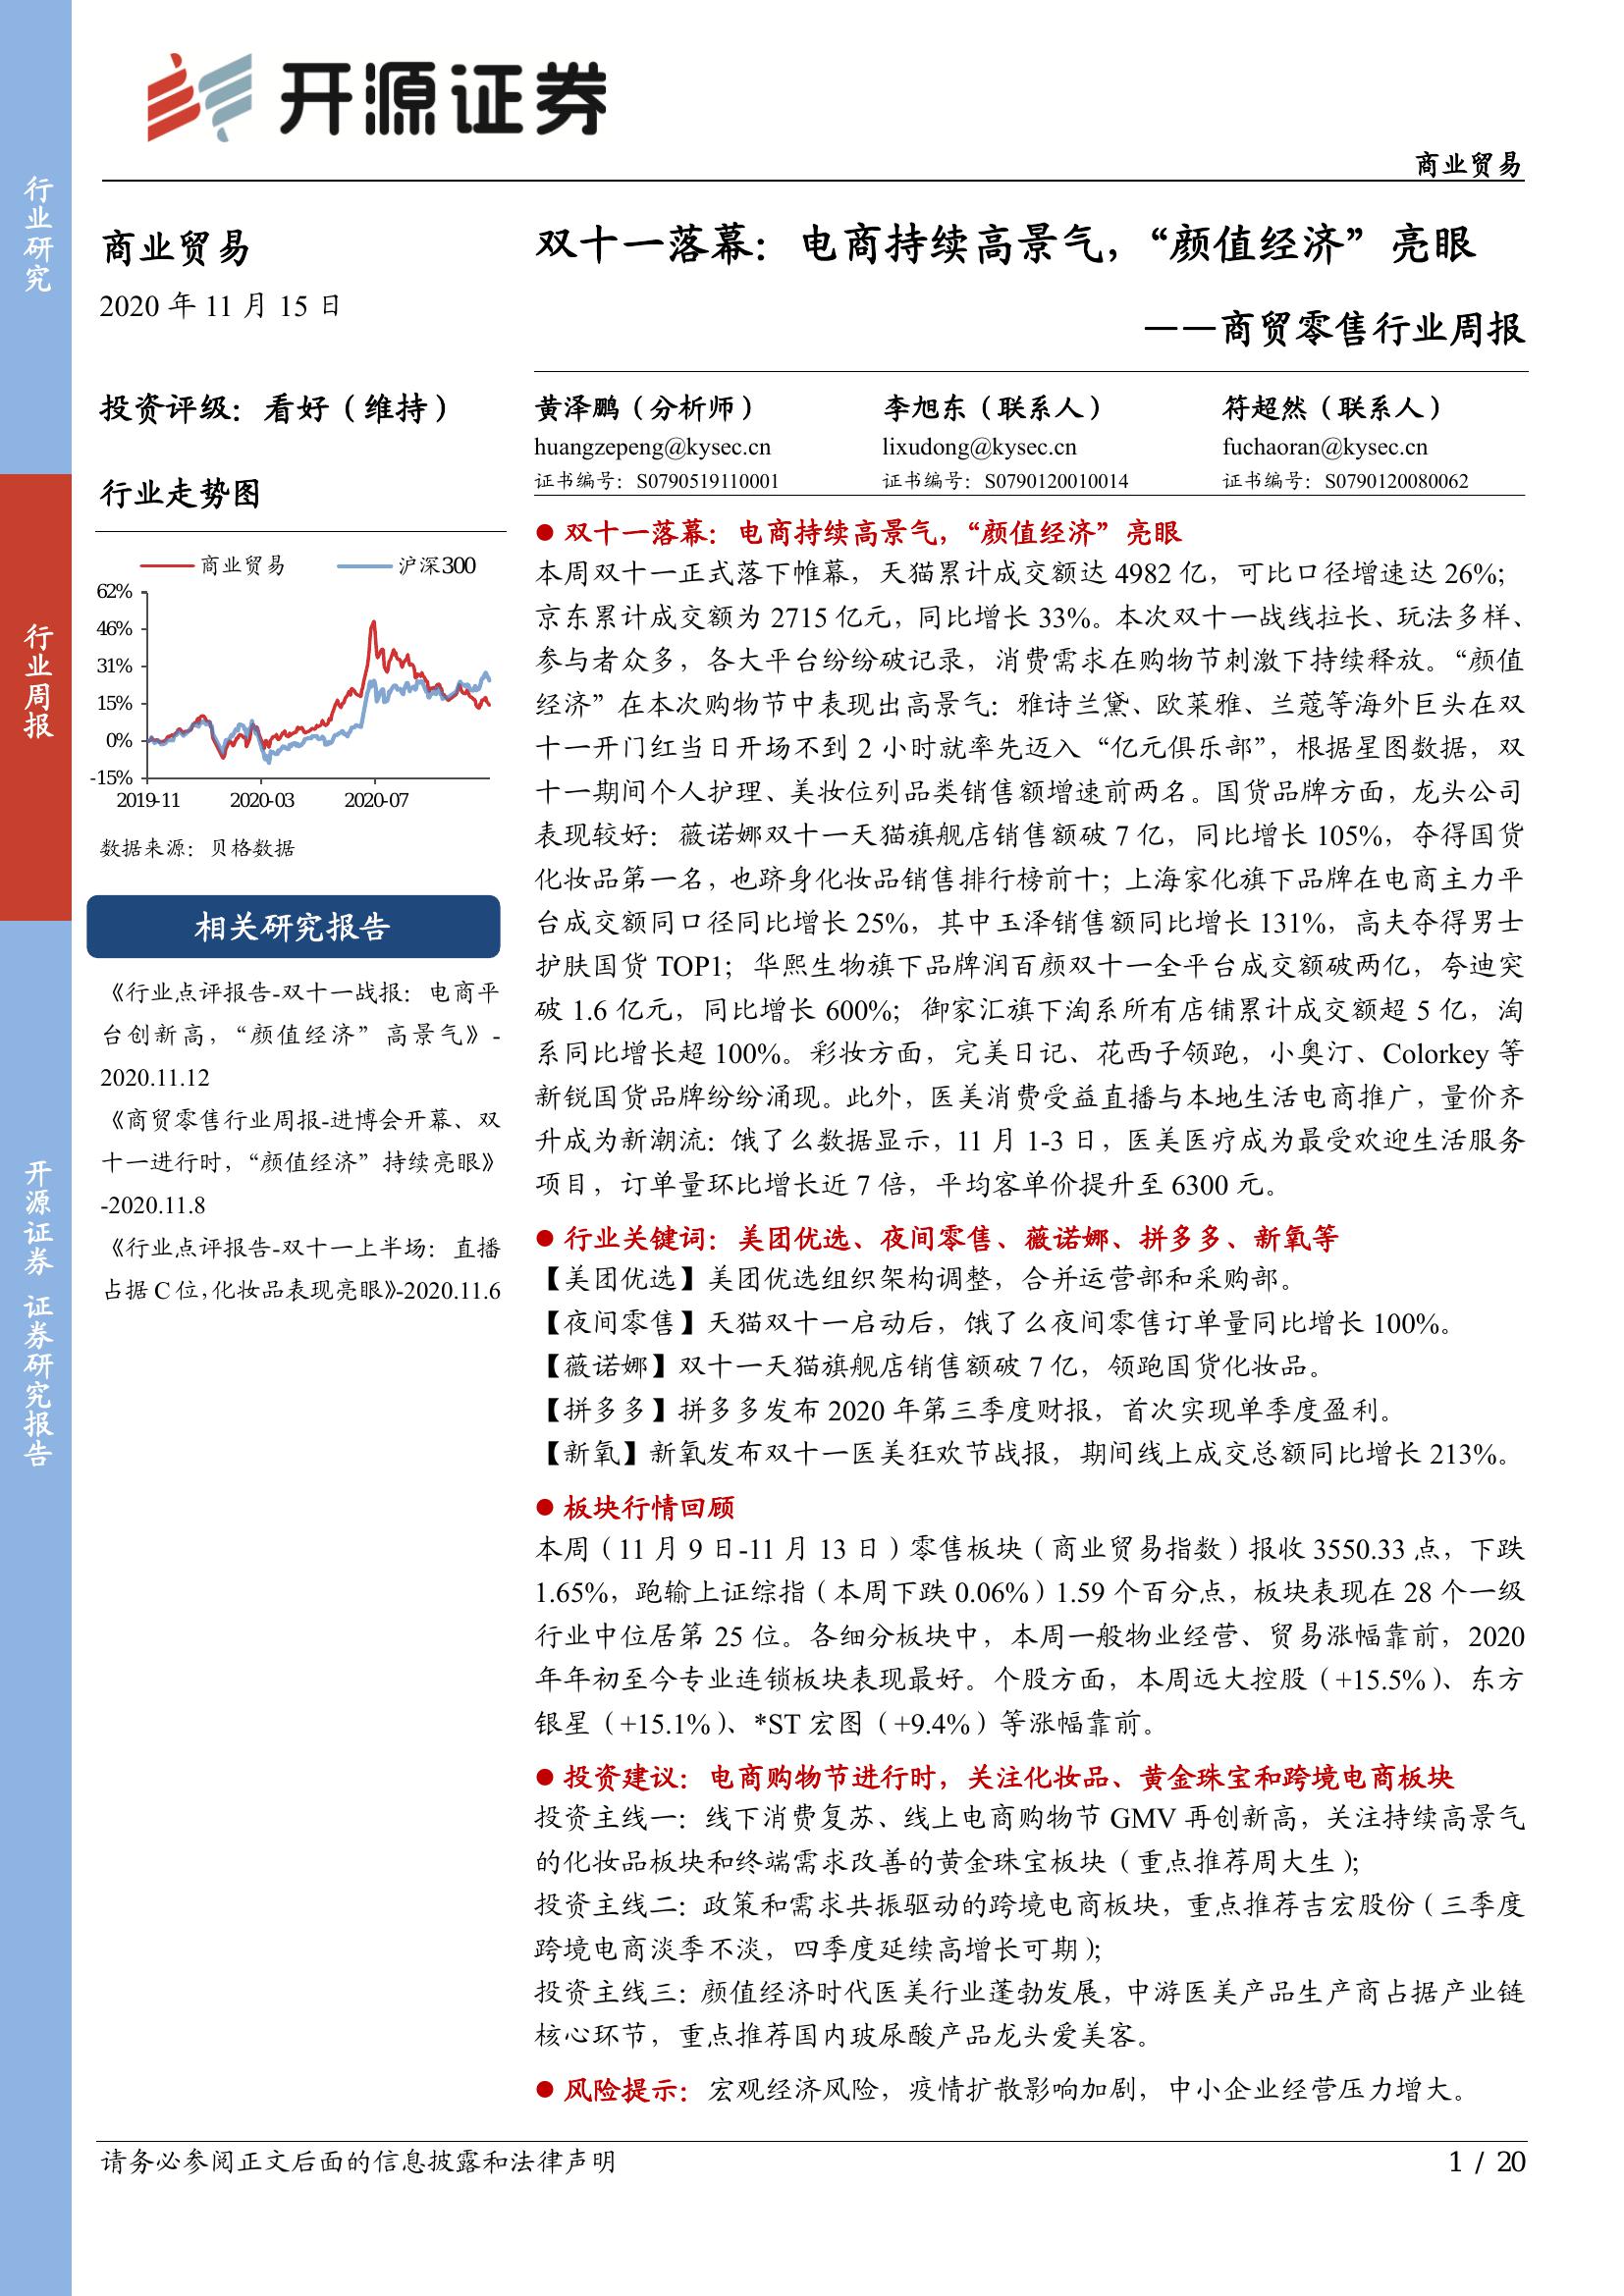 开源证券
商业贸易
行业研究
行业周报
开源证券 证券研究报告
商业贸易
2020 年 11 月 15 日
投资评级：看好（维持）
行业走势图
商业贸易
沪深300
62%
46%
31%
15%
0%
-15%
2019-11
2020-03
2020-07
数据来源：贝格数据
相关研究报告
《行业点评报告-双十一战报：电商平
台创新高，“颜值经济”高景气》-
2020.11.12
《商贸零售行业周报-进博会开幕、双
十一进行时，“颜值经济”持续亮眼》
-2020.11.8
《行业点评报告-双十一上半场：直播
占据 C 位，化妆品表现亮眼》-2020.11.6
双十一落幕：电商持续高景气，“颜值经济”亮眼
——商贸零售行业周报
黄泽鹏（分析师）
李旭东（联系人）
符超然（联系人）
huangzepeng@kysec.cn
lixudong@kysec.cn
fuchaoran@kysec.cn
证书编号：S0790519110001
证书编号：S0790120010014
证书编号：S0790120080062
● 双十一落幕：电商持续高景气，“颜值经济”亮眼
本周双十一正式落下帷幕，天猫累计成交额达 4982 亿，可比口径增速达 26%；
京东累计成交额为 2715 亿元，同比增长 33%。本次双十一战线拉长、玩法多样、
参与者众多，各大平台纷纷破记录，消费需求在购物节刺激下持续释放。“颜值
经济”在本次购物节中表现出高景气：雅诗兰黛、欧莱雅、兰蔻等海外巨头在双
十一开门红当日开场不到 2 小时就率先迈入“亿元俱乐部”，根据星图数据，双
十一期间个人护理、美妆位列品类销售额增速前两名。国货品牌方面，龙头公司
表现较好：薇诺娜双十一天猫旗舰店销售额破 7 亿，同比增长 105%，夺得国货
化妆品第一名，也跻身化妆品销售排行榜前十；上海家化旗下品牌在电商主力平
台成交额同口径同比增长 25%，其中玉泽销售额同比增长 131%，高夫夺得男士
护肤国货 TOP1；华熙生物旗下品牌润百颜双十一全平台成交额破两亿，夸迪突
破 1.6 亿元，同比增长 600%；御家汇旗下淘系所有店铺累计成交额超 5 亿，淘
系同比增长超 100%。彩妆方面，完美日记、花西子领跑，小奥汀、Colorkey 等
新锐国货品牌纷纷涌现。此外，医美消费受益直播与本地生活电商推广，量价齐
升成为新潮流：饿了么数据显示，11 月 1-3 日，医美医疗成为最受欢迎生活服务
项目，订单量环比增长近 7 倍，平均客单价提升至 6300 元。
● 行业关键词：美团优选、夜间零售、薇诺娜、拼多多、新氧等
【美团优选】美团优选组织架构调整，合并运营部和采购部。
【夜间零售】天猫双十一启动后，饿了么夜间零售订单量同比增长 100%。
【薇诺娜】双十一天猫旗舰店销售额破 7 亿，领跑国货化妆品。
【拼多多】拼多多发布 2020 年第三季度财报，首次实现单季度盈利。
【新氧】新氧发布双十一医美狂欢节战报，期间线上成交总额同比增长 213%。
● 板块行情回顾
本周（11 月 9 日-11 月 13 日）零售板块（商业贸易指数）报收 3550.33 点，下跌
1.65%，跑输上证综指（本周下跌 0.06%）1.59 个百分点，板块表现在 28 个一级
行业中位居第 25 位。各细分板块中，本周一般物业经营、贸易涨幅靠前，2020
年年初至今专业连锁板块表现最好。个股方面，本周远大控股（+15.5%）、东方
银星（+15.1%）、*ST 宏图（+9.4%）等涨幅靠前。
● 投资建议：电商购物节进行时，关注化妆品、黄金珠宝和跨境电商板块
投资主线一：线下消费复苏、线上电商购物节 GMV 再创新高，关注持续高景气
的化妆品板块和终端需求改善的黄金珠宝板块（重点推荐周大生）；
投资主线二：政策和需求共振驱动的跨境电商板块，重点推荐吉宏股份（三季度
跨境电商淡季不淡，四季度延续高增长可期）；
投资主线三：颜值经济时代医美行业蓬勃发展，中游医美产品生产商占据产业链
核心环节，重点推荐国内玻尿酸产品龙头爱美客。
● 风险提示：宏观经济风险，疫情扩散影响加剧，中小企业经营压力增大。
请务必参阅正文后面的信息披露和法律声明
1 / 20